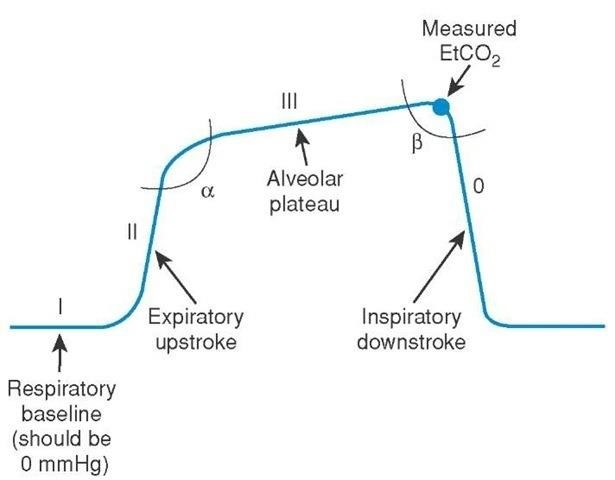 Measured
EtCO₂
III
β
α
Alveolar
plateau
0
II
I
Expiratory
upstroke
Inspiratory
downstroke
Respiratory
baseline
(should be
0 mmHg)